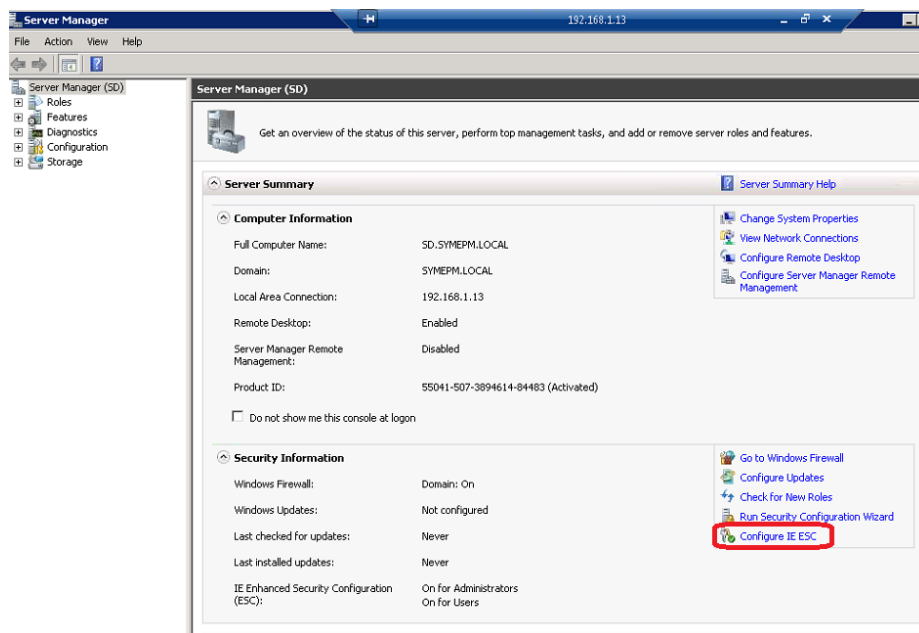 Server Manager
192.168.1.13
File Action View Help
Server Manager (SD)
Roles
Features
Diagnostics
Configuration
Storage
Server Manager (SD)
Get an overview of the status of this server, perform top management tasks, and add or remove server roles and features.
Server Summary
Server Summary Help
Computer Information
Full Computer Name: SD.SYMEPM.LOCAL
Domain: SYMEPM.LOCAL
Local Area Connection: 192.168.1.13
Remote Desktop: Enabled
Server Manager Remote Disabled
Management:
Product ID: 55041-507-3894614-84483 (Activated)
Do not show me this console at logon
Change System Properties
View Network Connections
Configure Remote Desktop
Configure Server Manager Remote
Management
Security Information
Windows Firewall: Domain: On
Windows Updates: Not configured
Last checked for updates: Never
Last installed updates: Never
IE Enhanced Security Configuration On for Administrators
(ESC): On for Users
Go to Windows Firewall
Configure Updates
Check for New Roles
Run Security Configuration Wizard
Configure IE ESC